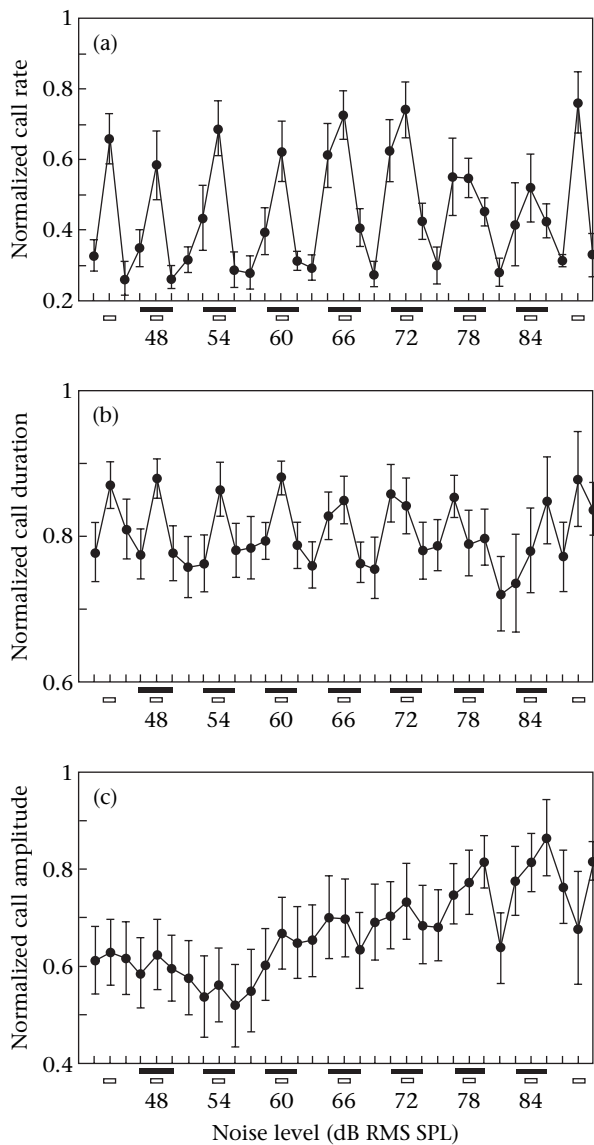 1
(a)
0.8
0.6
0.4
0.2
Normalized call rate
48 54 60 66 72 78 84
1
(b)
0.8
0.6
Normalized call duration
48 54 60 66 72 78 84
1
(c)
0.8
0.6
0.4
Normalized call amplitude
48 54 60 66 72 78 84
Noise level (dB RMS SPL)